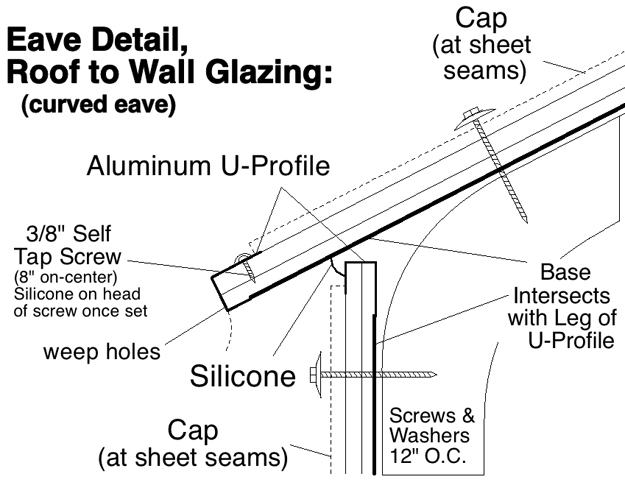 Eave Detail,
Roof to Wall Glazing:
(curved eave)
Cap
(at sheet
seams)
Aluminum U-Profile
3/8" Self
Tap Screw
(8" on-center)
Silicone on head
of screw once set
Base
Intersects
with Leg of
U-Profile
weep holes
Silicone
Cap
(at sheet seams)
Screws &
Washers
12" O.C.